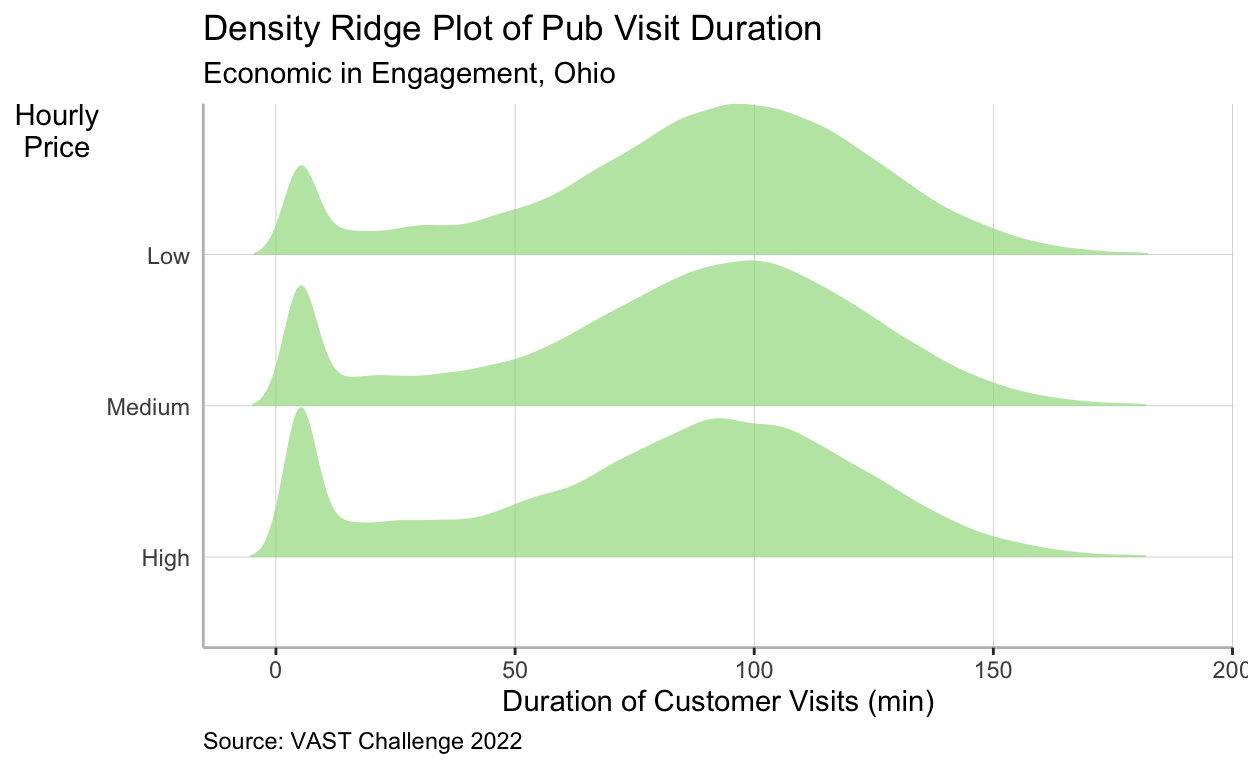 Density Ridge Plot of Pub Visit Duration
Economic in Engagement, Ohio
Hourly
Price
Low
Medium
High
0 50 100 150 200
Duration of Customer Visits (min)
Source: VAST Challenge 2022